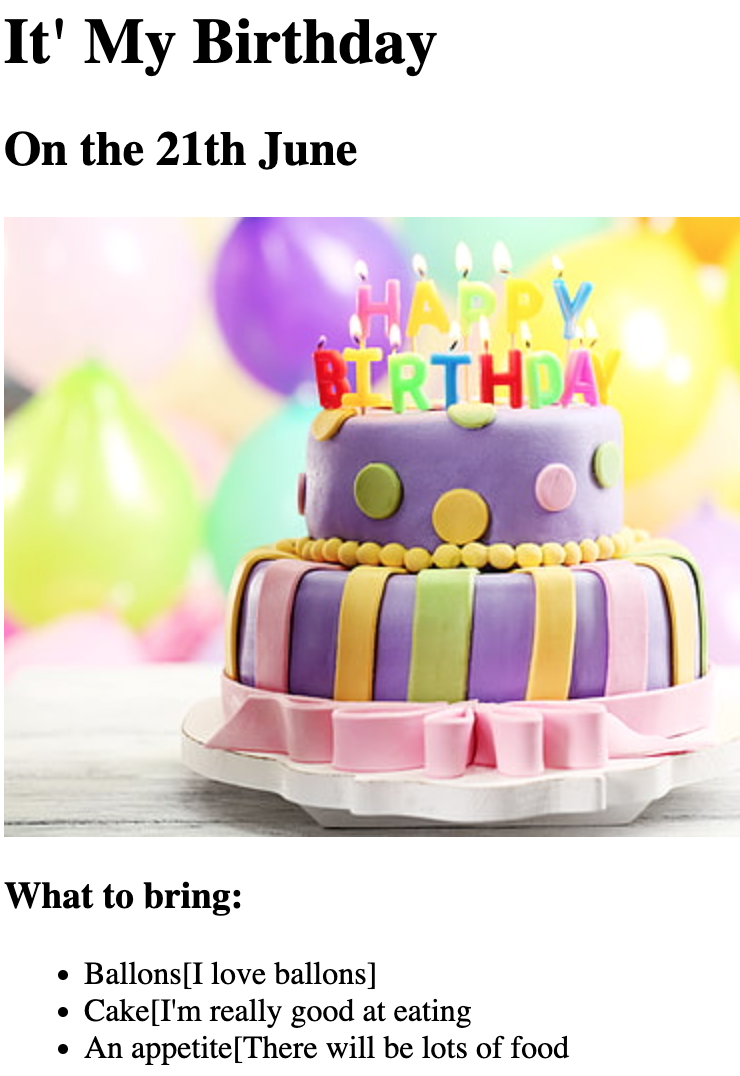 It' My Birthday
On the 21th June
HAPPY
BIRTHDAY
What to bring:
Ballons[I love ballons]
Cake[I'm really good at eating
An appetite[There will be lots of food